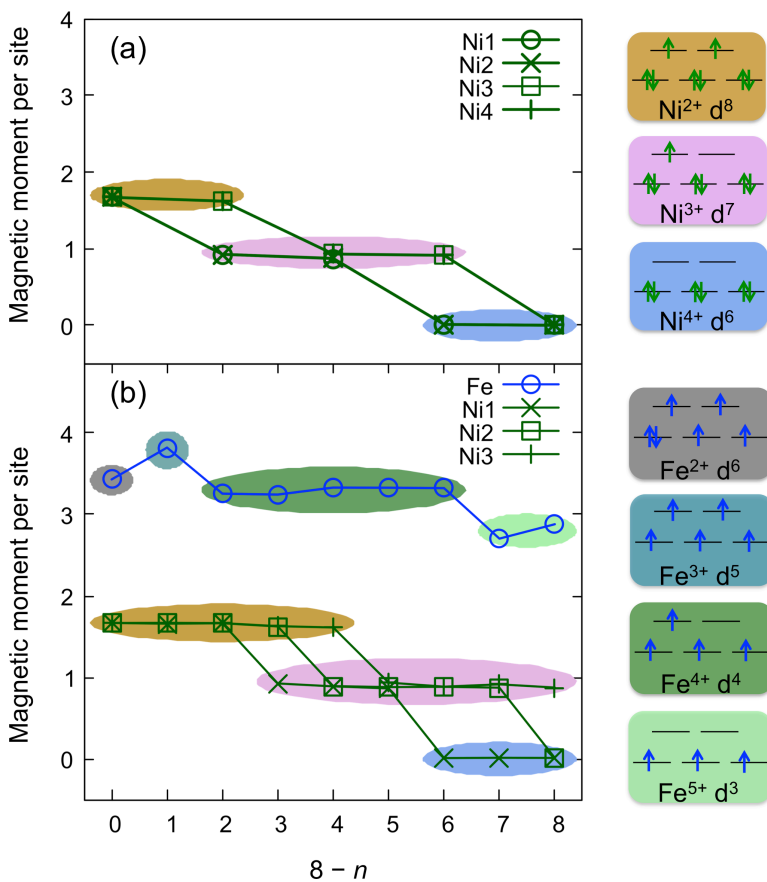 (a)
Ni1
Ni2
Ni3
Ni4
4
3
2
1
0
Magnetic moment per site
Ni²⁺ d⁸
Ni³⁺ d⁷
Ni⁴⁺ d⁶
(b)
Fe
Ni1
Ni2
Ni3
4
3
2
1
0
Magnetic moment per site
0 1 2 3 4 5 6 7 8
8 − n
Fe²⁺ d⁶
Fe³⁺ d⁵
Fe⁴⁺ d⁴
Fe⁵⁺ d³